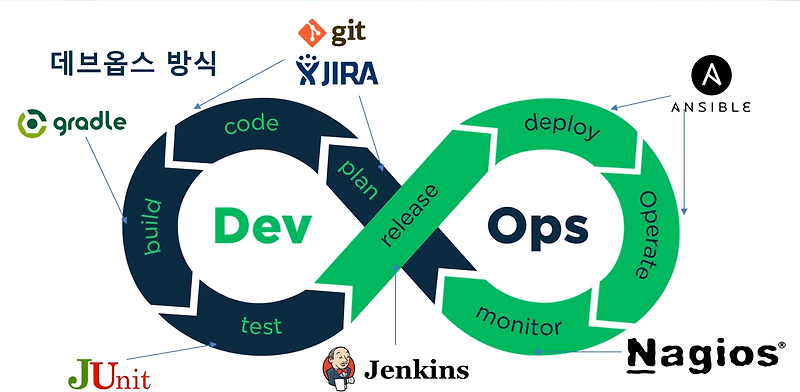 데브옵스 방식
git
JIRA
gradle
ANSIBLE
code
plan
build
Dev
test
release
deploy
Ops
Operate
monitor
JUnit
Jenkins
Nagios®